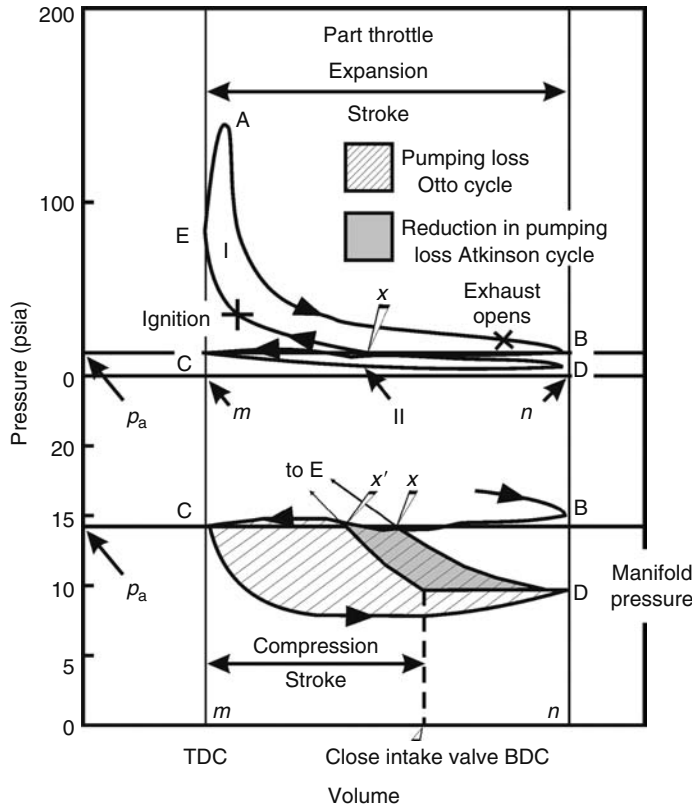 200
Part throttle
Expansion
Stroke
A
Pumping loss
Otto cycle
100
E
I
Reduction in pumping
loss Atkinson cycle
Ignition
x
Exhaust
opens
B
C
D
0
Pressure (psia)
pa
m
II
n
20
to E
x′
x
C
B
15
pa
Manifold
pressure
10
D
Compression
Stroke
5
m
n
0
TDC
Close intake valve BDC
Volume